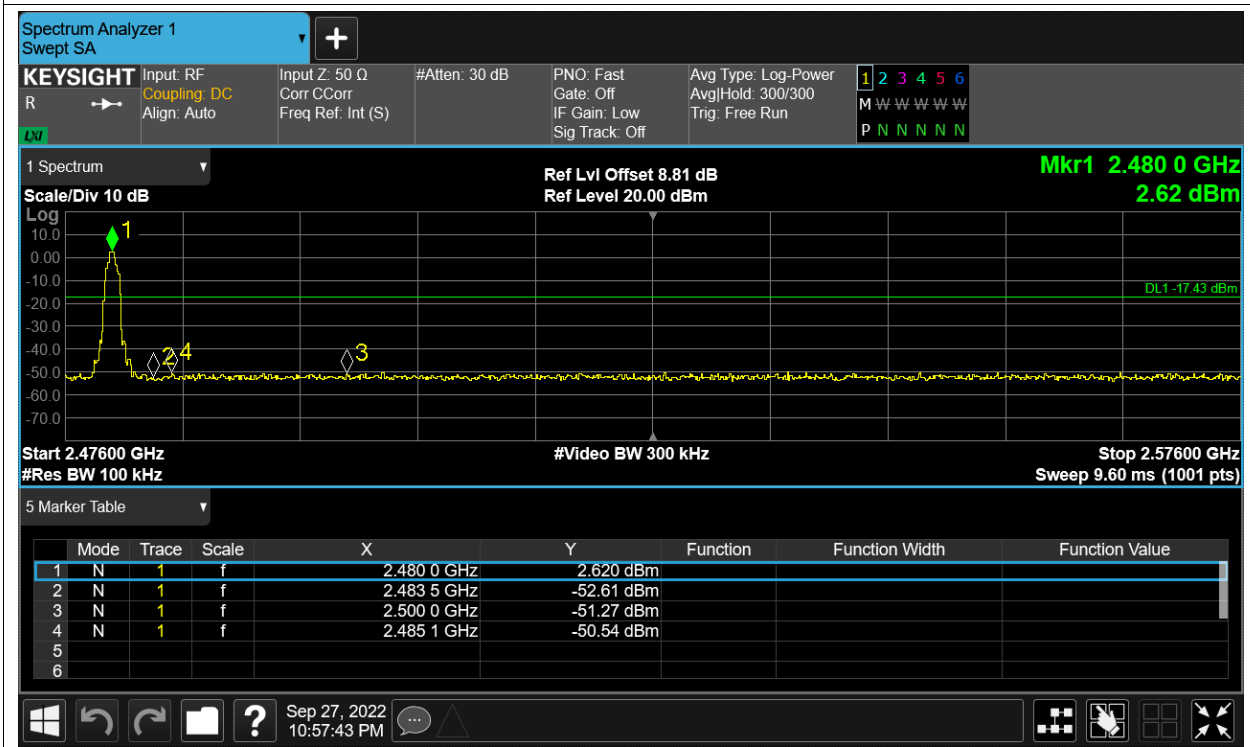 Spectrum Analyzer 1
Swept SA
KEYSIGHT
R
LXI
Input: RF
Coupling: DC
Align: Auto
Input Z: 50 Ω
Corr CCorr
Freq Ref: Int (S)
#Atten: 30 dB
PNO: Fast
Gate: Off
IF Gain: Low
Sig Track: Off
Avg Type: Log-Power
Avg|Hold: 300/300
Trig: Free Run
1 2 3 4 5 6
M W W W W W
P N N N N N
1 Spectrum
Scale/Div 10 dB
Ref Lvl Offset 8.81 dB
Ref Level 20.00 dBm
Mkr1 2.480 0 GHz
2.62 dBm
Log
10.0
0.00
-10.0
-20.0
-30.0
-40.0
-50.0
-60.0
-70.0
1
2 4
3
DL1 -17.43 dBm
Start 2.47600 GHz
#Res BW 100 kHz
#Video BW 300 kHz
Stop 2.57600 GHz
Sweep 9.60 ms (1001 pts)
5 Marker Table
Mode Trace Scale X Y Function Function Width Function Value
1 N 1 f 2.480 0 GHz 2.620 dBm
2 N 1 f 2.483 5 GHz -52.61 dBm
3 N 1 f 2.500 0 GHz -51.27 dBm
4 N 1 f 2.485 1 GHz -50.54 dBm
5
6
?
Sep 27, 2022
10:57:43 PM